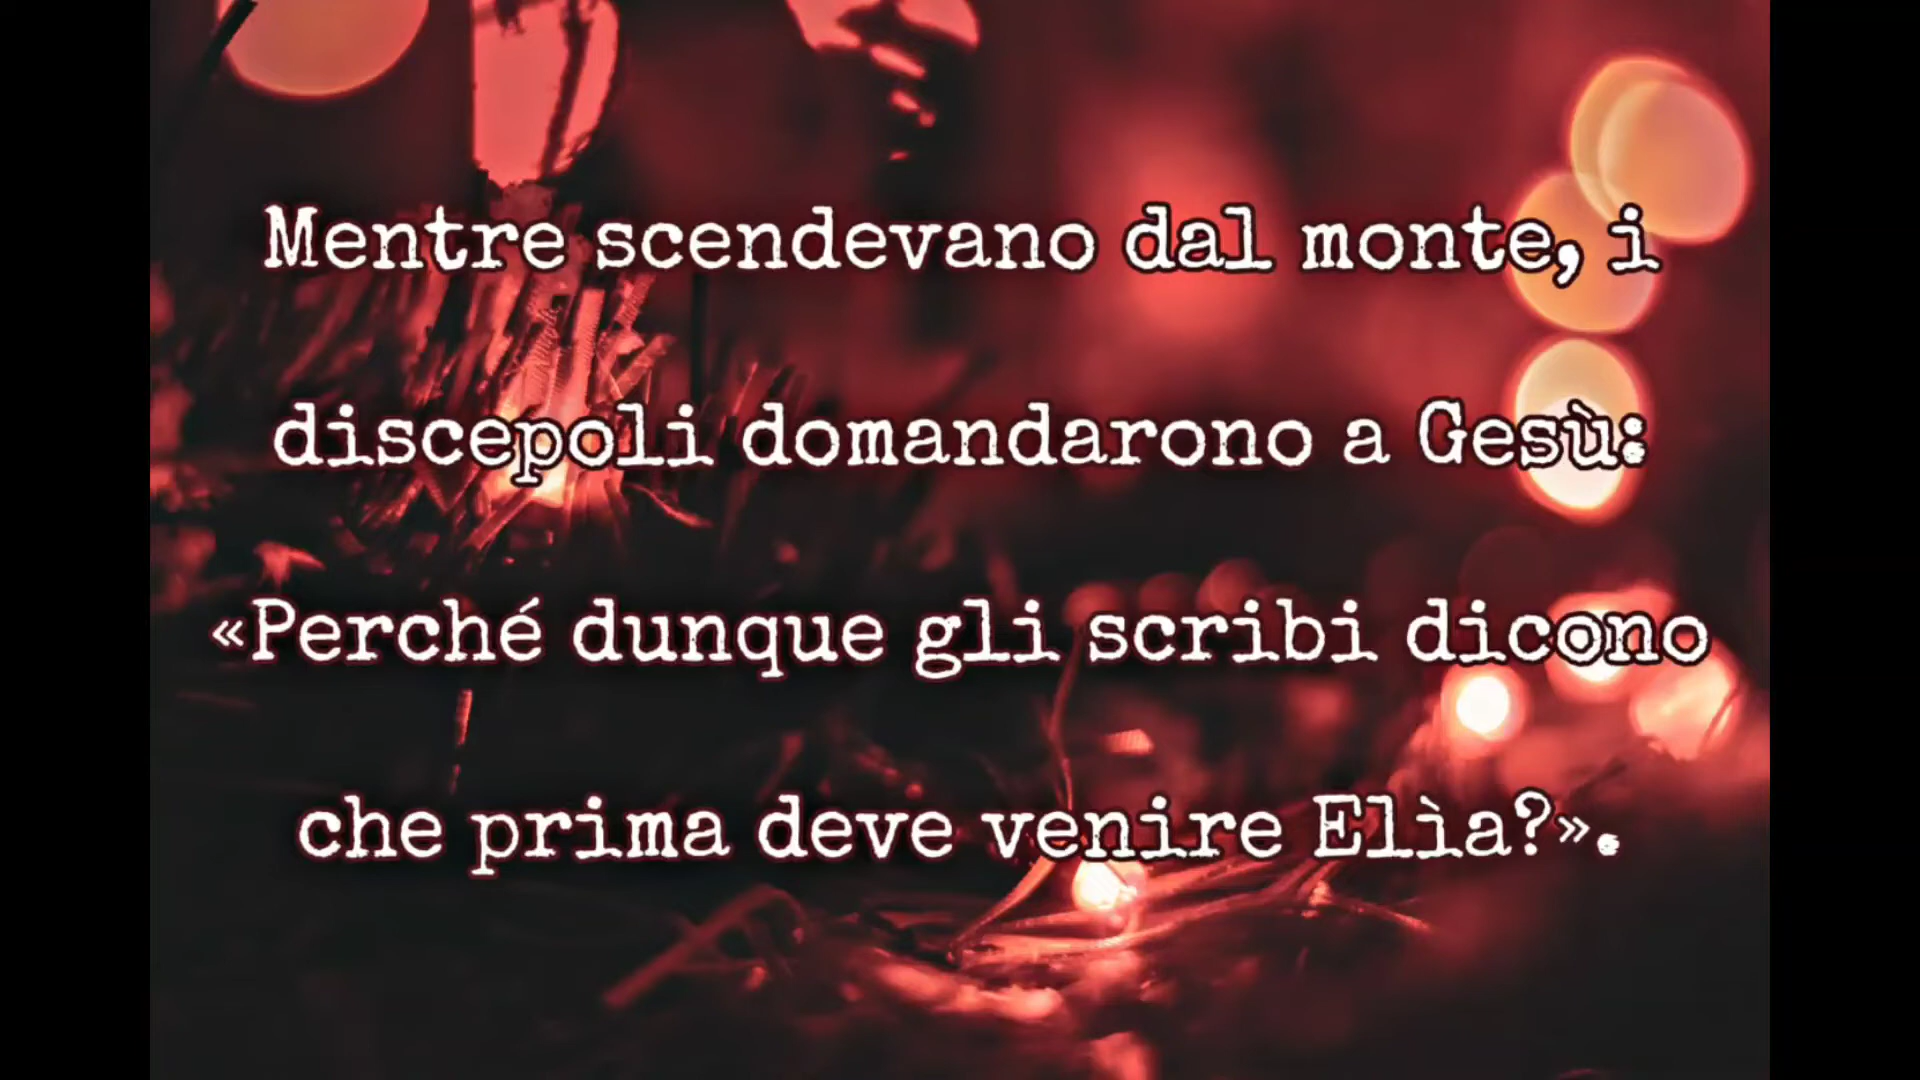 Mentre scendevano dal monte, i
discepoli domandarono a Gesù:
«Perché dunque gli scribi dicono
che prima deve venire Elìa?».